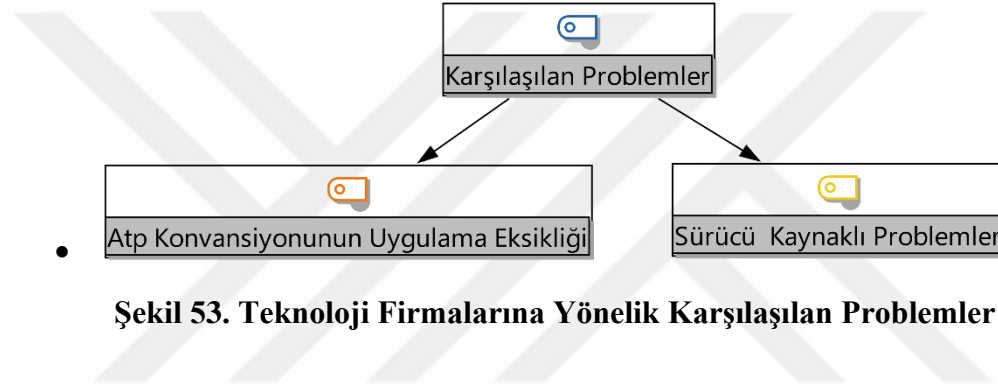 Karşılaşılan Problemler
Atp Konvansiyonunun Uygulama Eksikliği
Sürücü Kaynaklı Problemler
Şekil 53. Teknoloji Firmalarına Yönelik Karşılaşılan Problemler